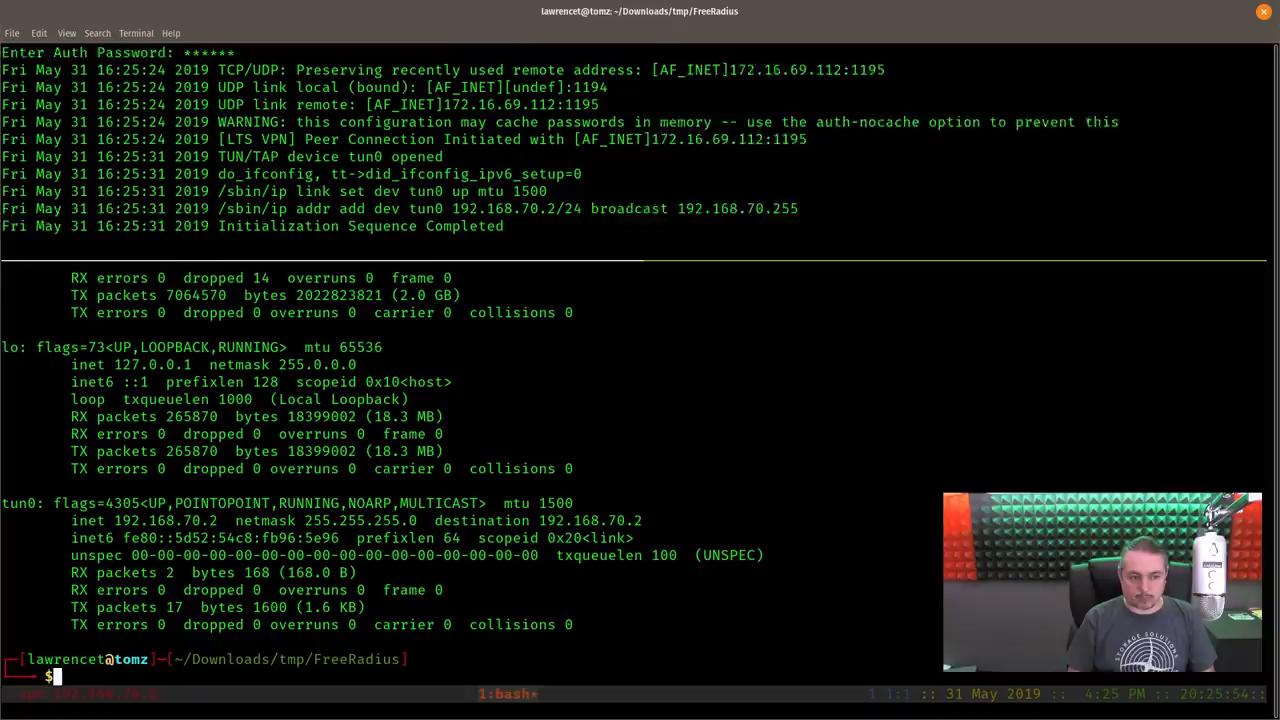 lawrencet@tomz: ~/Downloads/tmp/FreeRadius
File Edit View Search Terminal Help
Enter Auth Password: ******
Fri May 31 16:25:24 2019 TCP/UDP: Preserving recently used remote address: [AF_INET]172.16.69.112:1195
Fri May 31 16:25:24 2019 UDP link local (bound): [AF_INET][undef]:1194
Fri May 31 16:25:24 2019 UDP link remote: [AF_INET]172.16.69.112:1195
Fri May 31 16:25:24 2019 WARNING: this configuration may cache passwords in memory -- use the auth-nocache option to prevent this
Fri May 31 16:25:24 2019 [LTS VPN] Peer Connection Initiated with [AF_INET]172.16.69.112:1195
Fri May 31 16:25:31 2019 TUN/TAP device tun0 opened
Fri May 31 16:25:31 2019 do_ifconfig, tt->did_ifconfig_ipv6_setup=0
Fri May 31 16:25:31 2019 /sbin/ip link set dev tun0 up mtu 1500
Fri May 31 16:25:31 2019 /sbin/ip addr add dev tun0 192.168.70.2/24 broadcast 192.168.70.255
Fri May 31 16:25:31 2019 Initialization Sequence Completed
RX errors 0 dropped 14 overruns 0 frame 0
TX packets 7064570 bytes 2022823821 (2.0 GB)
TX errors 0 dropped 0 overruns 0 carrier 0 collisions 0
lo: flags=73<UP,LOOPBACK,RUNNING> mtu 65536
inet 127.0.0.1 netmask 255.0.0.0
inet6 ::1 prefixlen 128 scopeid 0x10<host>
loop txqueuelen 1000 (Local Loopback)
RX packets 265870 bytes 18399002 (18.3 MB)
RX errors 0 dropped 0 overruns 0 frame 0
TX packets 265870 bytes 18399002 (18.3 MB)
TX errors 0 dropped 0 overruns 0 carrier 0 collisions 0
tun0: flags=4305<UP,POINTOPOINT,RUNNING,NOARP,MULTICAST> mtu 1500
inet 192.168.70.2 netmask 255.255.255.0 destination 192.168.70.2
inet6 fe80::5d52:54c8:fb96:5e96 prefixlen 64 scopeid 0x20<link>
unspec 00-00-00-00-00-00-00-00-00-00-00-00-00-00-00-00 txqueuelen 100 (UNSPEC)
RX packets 2 bytes 168 (168.0 B)
RX errors 0 dropped 0 overruns 0 frame 0
TX packets 17 bytes 1600 (1.6 KB)
TX errors 0 dropped 0 overruns 0 carrier 0 collisions 0
[lawrencet@tomz]-[~/Downloads/tmp/FreeRadius]
$
vpn 192.168.70.2 1:bash* 1 1:1 :: 31 May 2019 :: 4:25 PM :: 20:25:54::
STORAGE SOLUTIONS